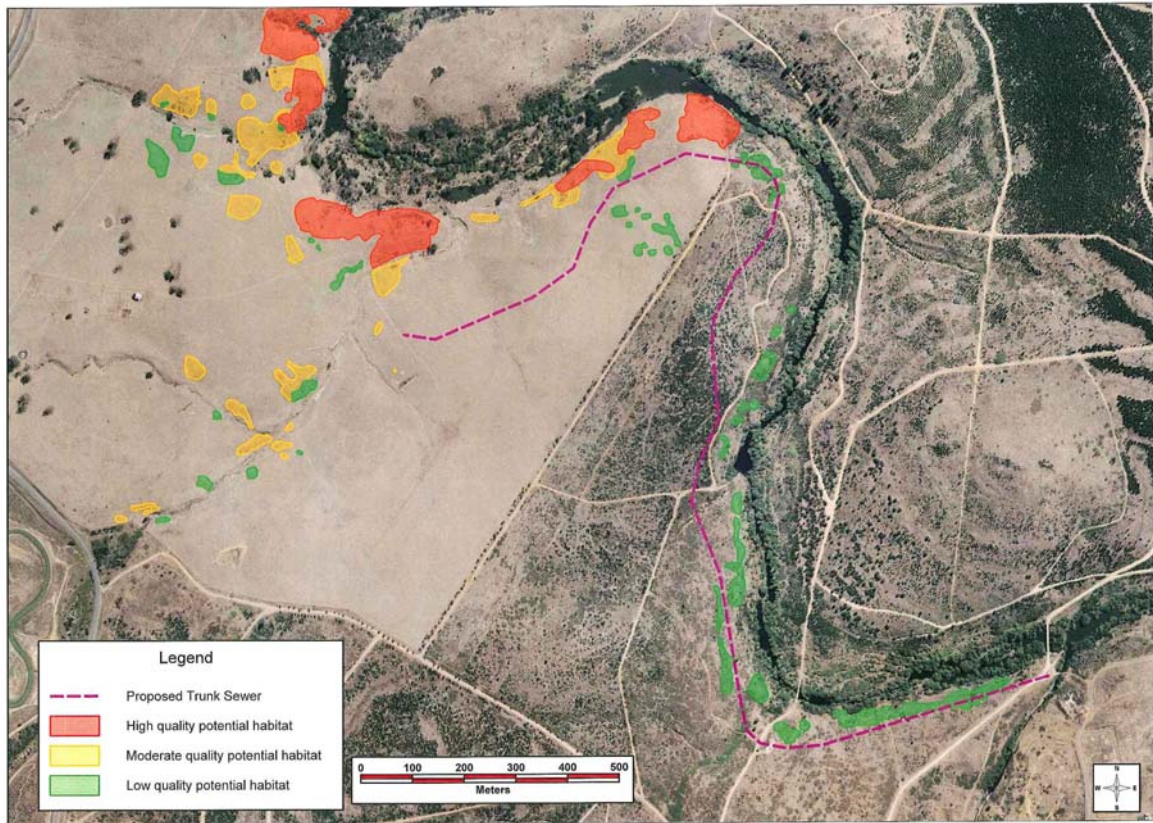 Legend
Proposed Trunk Sewer
High quality potential habitat
Moderate quality potential habitat
Low quality potential habitat
0 100 200 300 400 500
Meters
N
W E
S